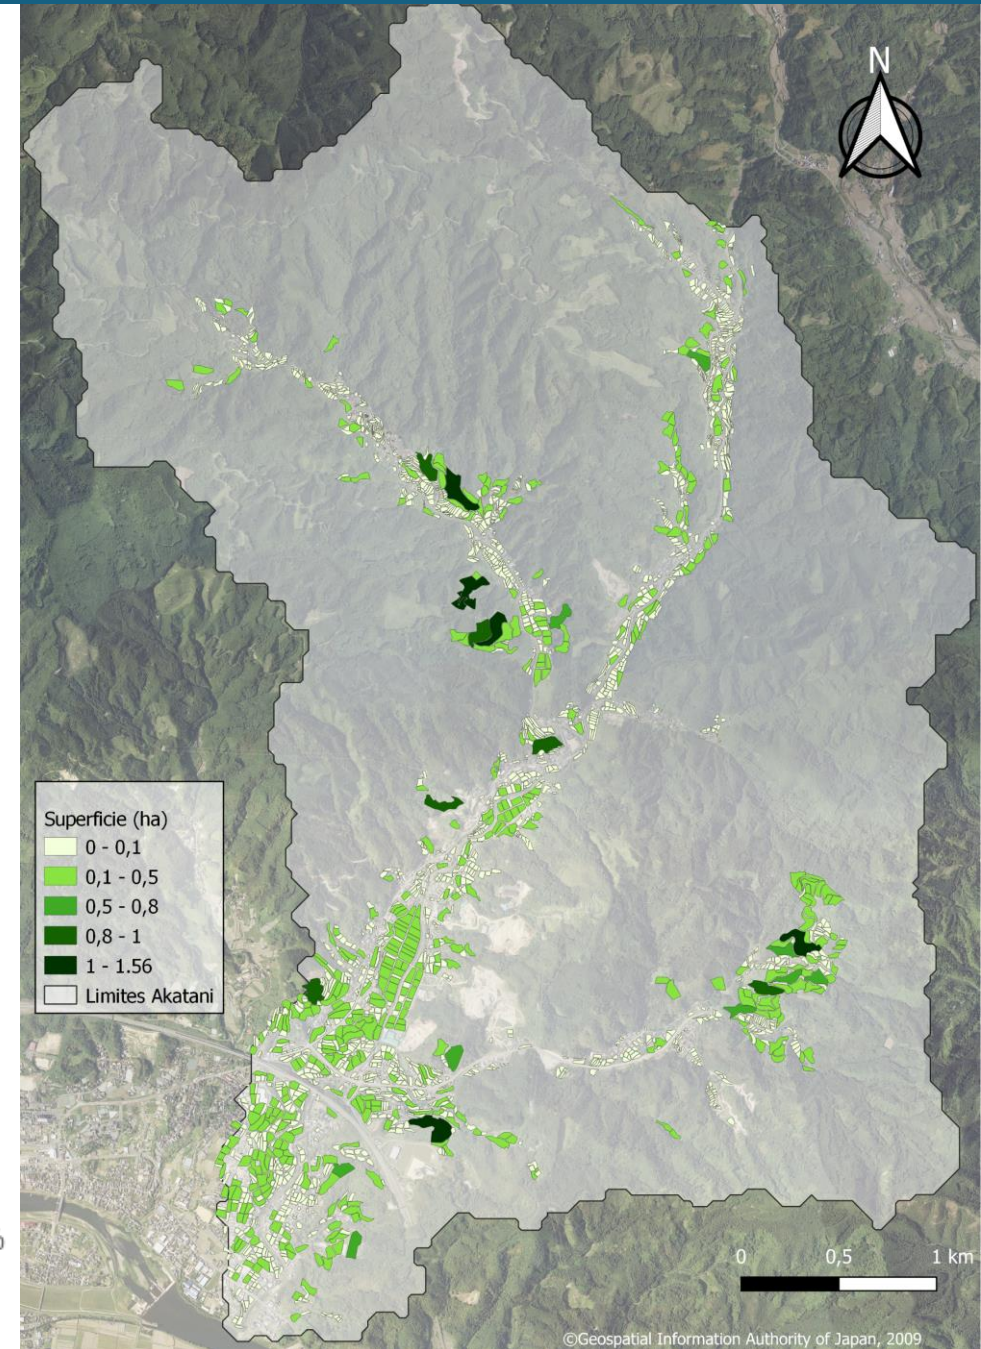 N
Superficie (ha)
0 - 0,1
0,1 - 0,5
0,5 - 0,8
0,8 - 1
1 - 1.56
Limites Akatani
0 0,5 1 km
©Geospatial Information Authority of Japan, 2009